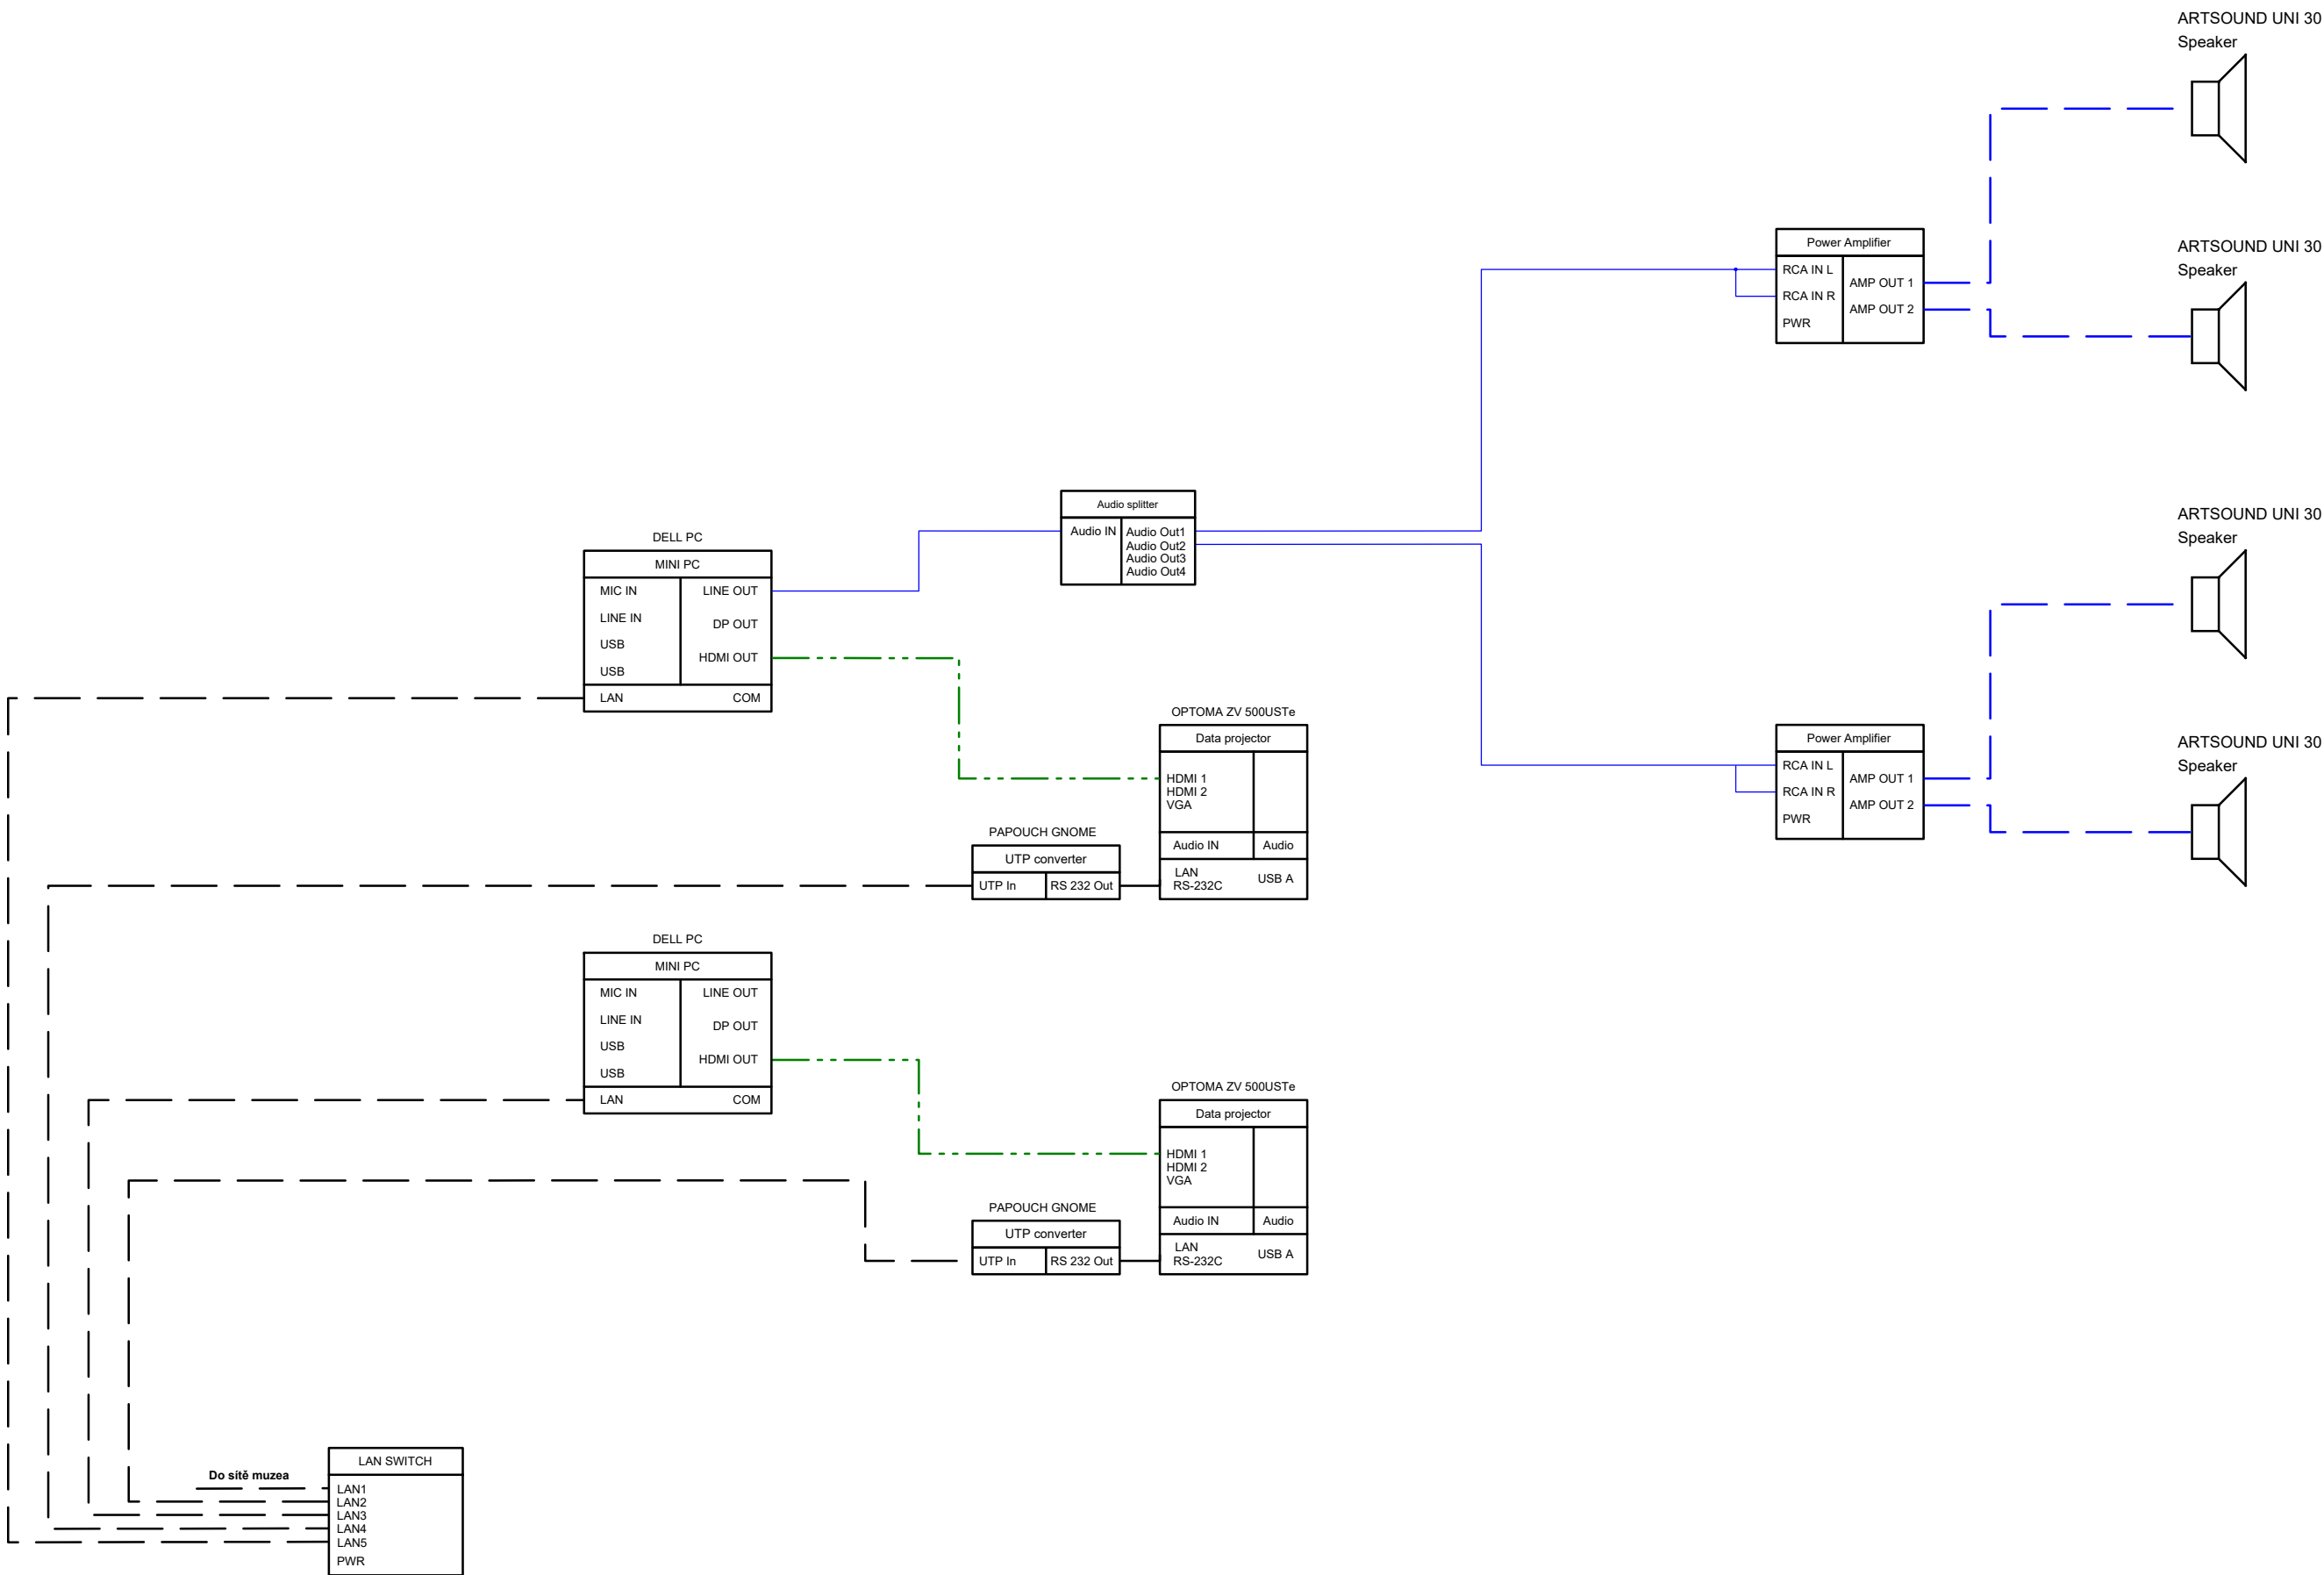 ARTSOUND UNI 30
Speaker
ARTSOUND UNI 30
Speaker
Power Amplifier
RCA IN L
RCA IN R
PWR
AMP OUT 1
AMP OUT 2
Audio splitter
Audio IN
Audio Out1
Audio Out2
Audio Out3
Audio Out4
ARTSOUND UNI 30
Speaker
DELL PC
MINI PC
MIC IN
LINE IN
USB
USB
LINE OUT
DP OUT
HDMI OUT
LAN
COM
OPTOMA ZV 500USTe
Data projector
HDMI 1
HDMI 2
VGA
Audio IN
Audio
LAN
RS-232C
USB A
Power Amplifier
RCA IN L
RCA IN R
PWR
AMP OUT 1
AMP OUT 2
ARTSOUND UNI 30
Speaker
PAPOUCH GNOME
UTP converter
UTP In
RS 232 Out
DELL PC
MINI PC
MIC IN
LINE IN
USB
USB
LINE OUT
DP OUT
HDMI OUT
LAN
COM
OPTOMA ZV 500USTe
Data projector
HDMI 1
HDMI 2
VGA
Audio IN
Audio
LAN
RS-232C
USB A
PAPOUCH GNOME
UTP converter
UTP In
RS 232 Out
Do sítě muzea
LAN SWITCH
LAN1
LAN2
LAN3
LAN4
LAN5
PWR